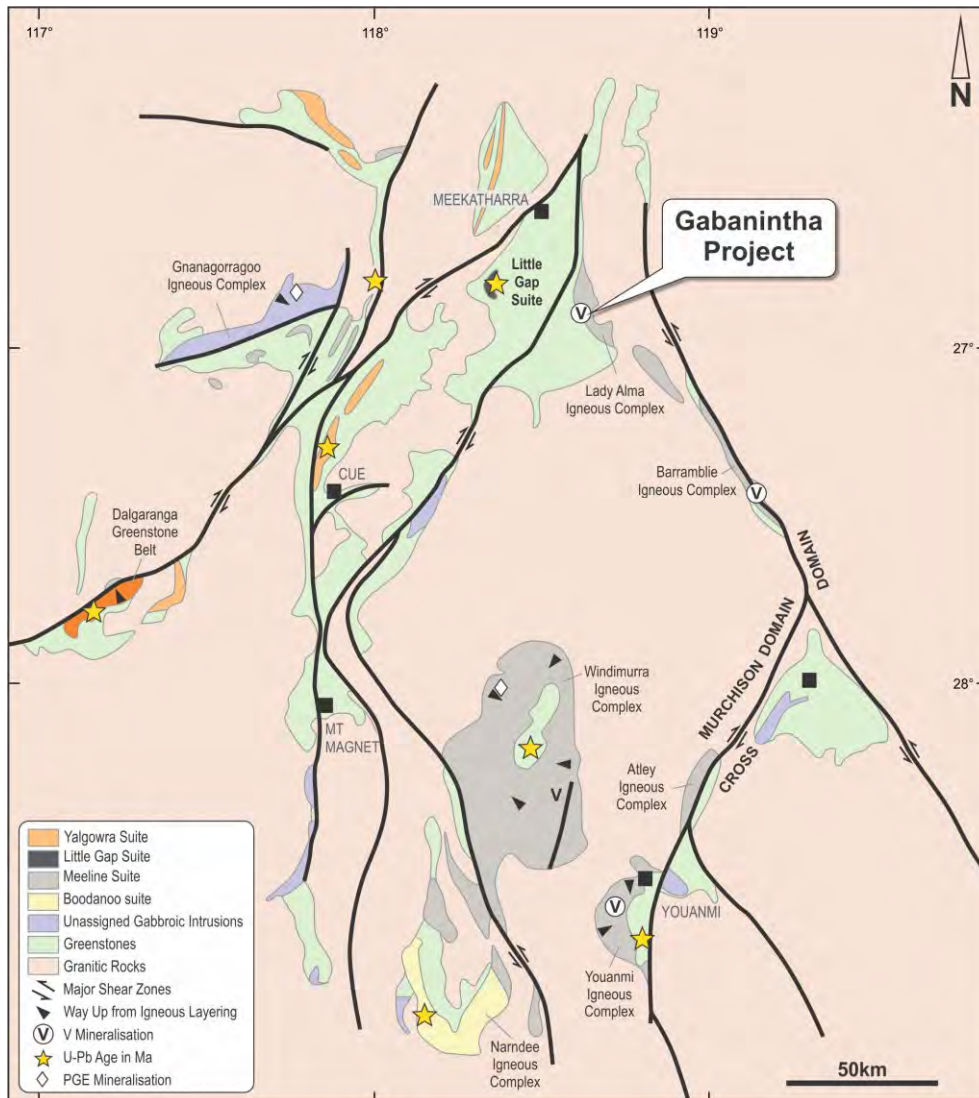 117°
118°
119°
N
MEEKATHARRA
Gabanintha
Project
Gnanagorragoo
Igneous Complex
Little
Gap
Suite
V
27°
27°
Lady Alma
Igneous Complex
Barramblie
Igneous Complex
V
CUE
Dalgaranga
Greenstone
Belt
DOMAIN
MURCHISON DOMAIN
CROSS
28°
28°
Windimurra
Igneous
Complex
MT
MAGNET
V
Atley
Igneous
Complex
V
YOUANMI
Youanmi
Igneous
Complex
Narndee
Igneous
Complex
Yalgowra Suite
Little Gap Suite
Meeline Suite
Boodanoo suite
Unassigned Gabbroic Intrusions
Greenstones
Granitic Rocks
Major Shear Zones
Way Up from Igneous Layering
V V Mineralisation
U-Pb Age in Ma
PGE Mineralisation
50km